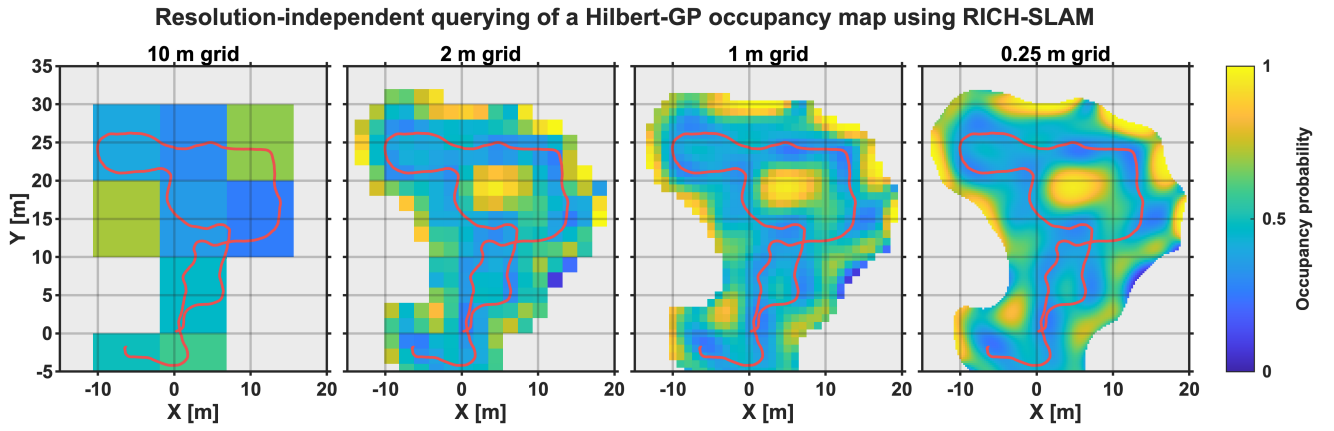 Resolution-independent querying of a Hilbert-GP occupancy map using RICH-SLAM
10 m grid 2 m grid 1 m grid 0.25 m grid
35
30
25
20
15
10
5
0
-5
Y [m]
-10 0 10 20 -10 0 10 20 -10 0 10 20 -10 0 10 20
X [m] X [m] X [m] X [m]
1
0.5
0
Occupancy probability